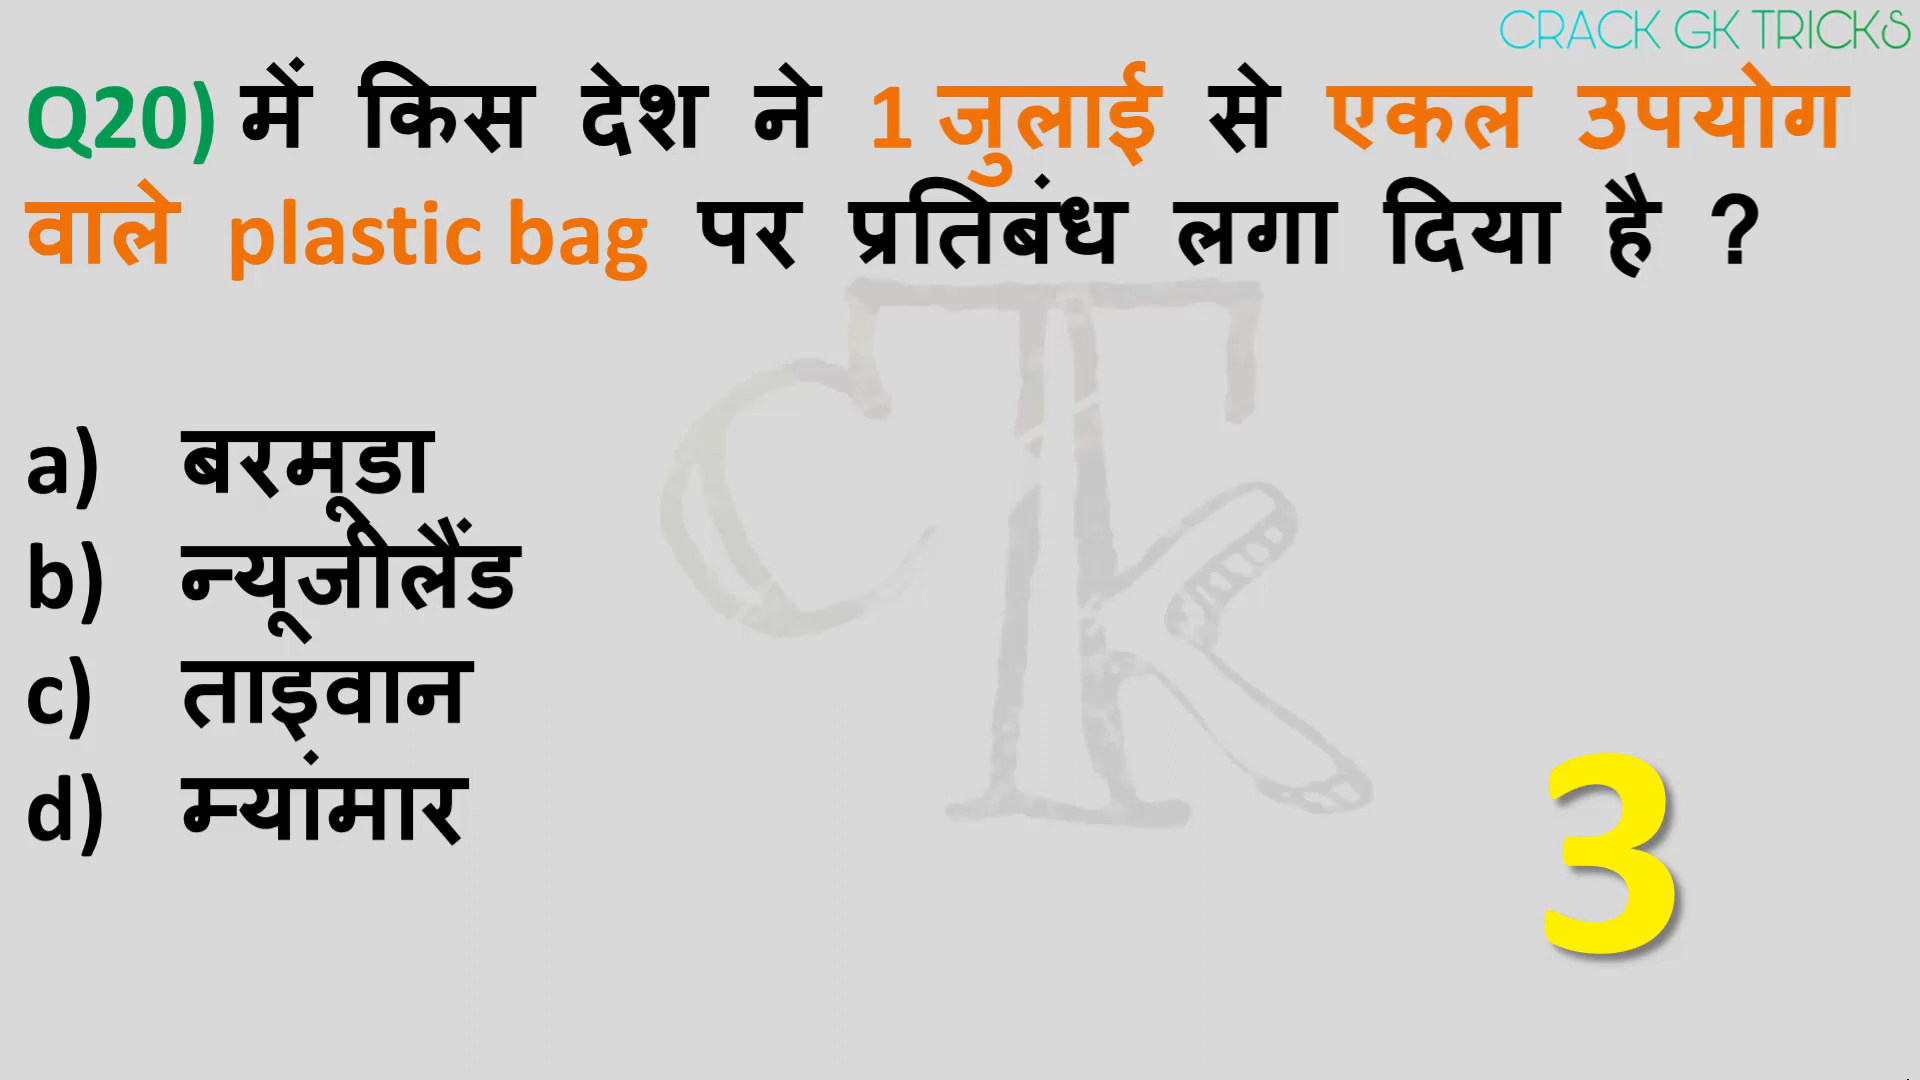 CRACK GK TRICKS
Q20) में किस देश ने 1 जुलाई से एकल उपयोग
वाले plastic bag पर प्रतिबंध लगा दिया है ?
a) बरमूडा
b) न्यूजीलैंड
c) ताइवान
d) म्यांमार
3